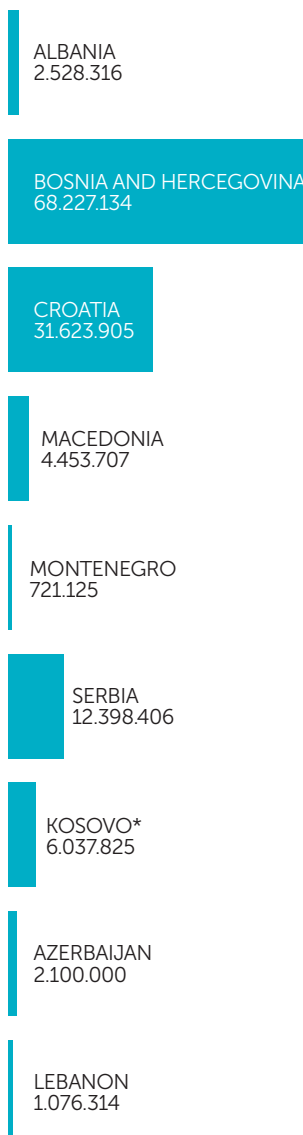 ALBANIA
2.528.316
BOSNIA AND HERCEGOVINA
68.227.134
CROATIA
31.623.905
MACEDONIA
4.453.707
MONTENEGRO
721.125
SERBIA
12.398.406
KOSOVO*
6.037.825
AZERBAIJAN
2.100.000
LEBANON
1.076.314